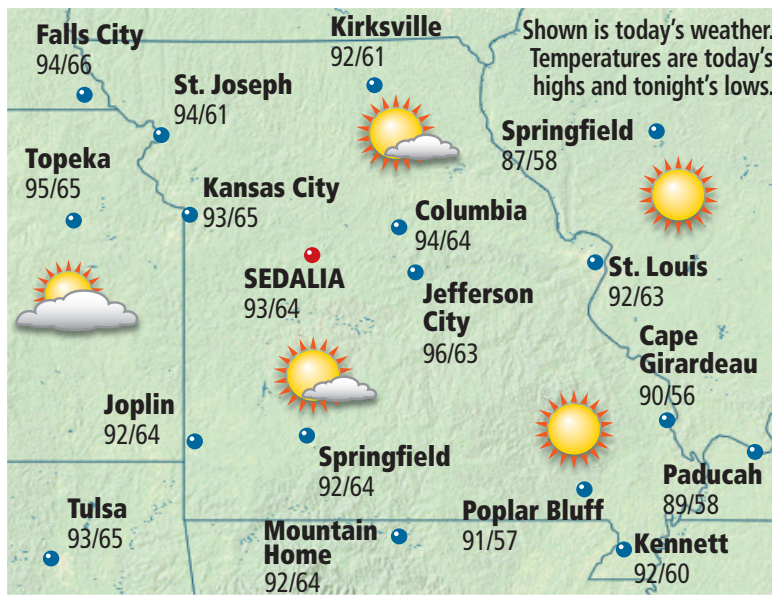 Falls City
94/66
Kirksville
92/61
Shown is today's weather.
Temperatures are today's
highs and tonight's lows.
St. Joseph
94/61
Springfield
87/58
Topeka
95/65
Kansas City
93/65
Columbia
94/64
SEDALIA
93/64
Jefferson
City
96/63
St. Louis
92/63
Cape
Girardeau
90/56
Joplin
92/64
Springfield
92/64
Paducah
89/58
Tulsa
93/65
Mountain
Home
92/64
Poplar Bluff
91/57
Kennett
92/60